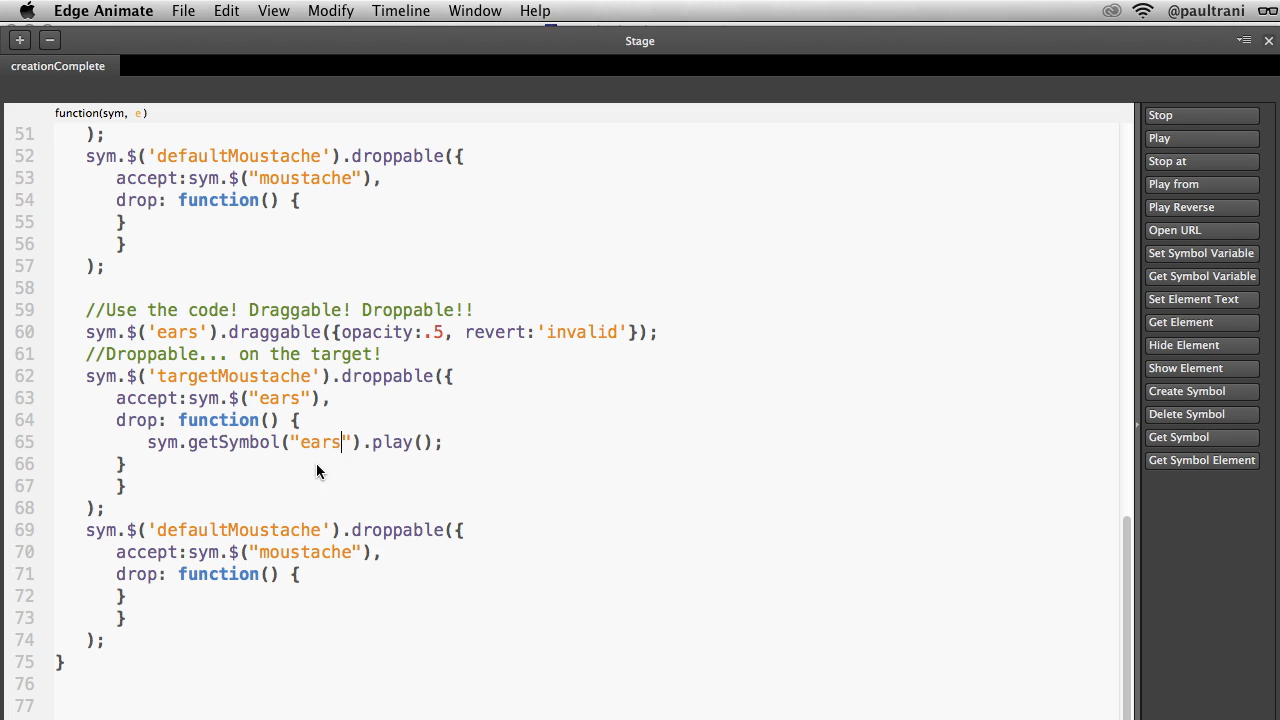 Edge Animate File Edit View Modify Timeline Window Help @paultrani
+ − Stage
creationComplete
function(sym, e)
51 );
52 sym.$('defaultMoustache').droppable({
53 accept:sym.$("moustache"),
54 drop: function() {
55 }
56 }
57 );
58
59 //Use the code! Draggable! Droppable!!
60 sym.$('ears').draggable({opacity:.5, revert:'invalid'});
61 //Droppable... on the target!
62 sym.$('targetMoustache').droppable({
63 accept:sym.$("ears"),
64 drop: function() {
65 sym.getSymbol("ears").play();
66 }
67 }
68 );
69 sym.$('defaultMoustache').droppable({
70 accept:sym.$("moustache"),
71 drop: function() {
72 }
73 }
74 );
75 }
76
77
Stop
Play
Stop at
Play from
Play Reverse
Open URL
Set Symbol Variable
Get Symbol Variable
Set Element Text
Get Element
Hide Element
Show Element
Create Symbol
Delete Symbol
Get Symbol
Get Symbol Element